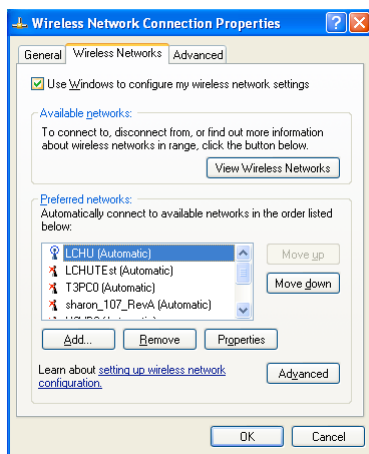 Wireless Network Connection Properties
General Wireless Networks Advanced
Use Windows to configure my wireless network settings
Available networks:
To connect to, disconnect from, or find out more information
about wireless networks in range, click the button below.
View Wireless Networks
Preferred networks:
Automatically connect to available networks in the order listed
below:
LCHU (Automatic)
LCHUTEst (Automatic)
T3PC0 (Automatic)
sharon_107_RevA (Automatic)
Move up
Move down
Add... Remove Properties
Learn about setting up wireless network
configuration.
Advanced
OK Cancel